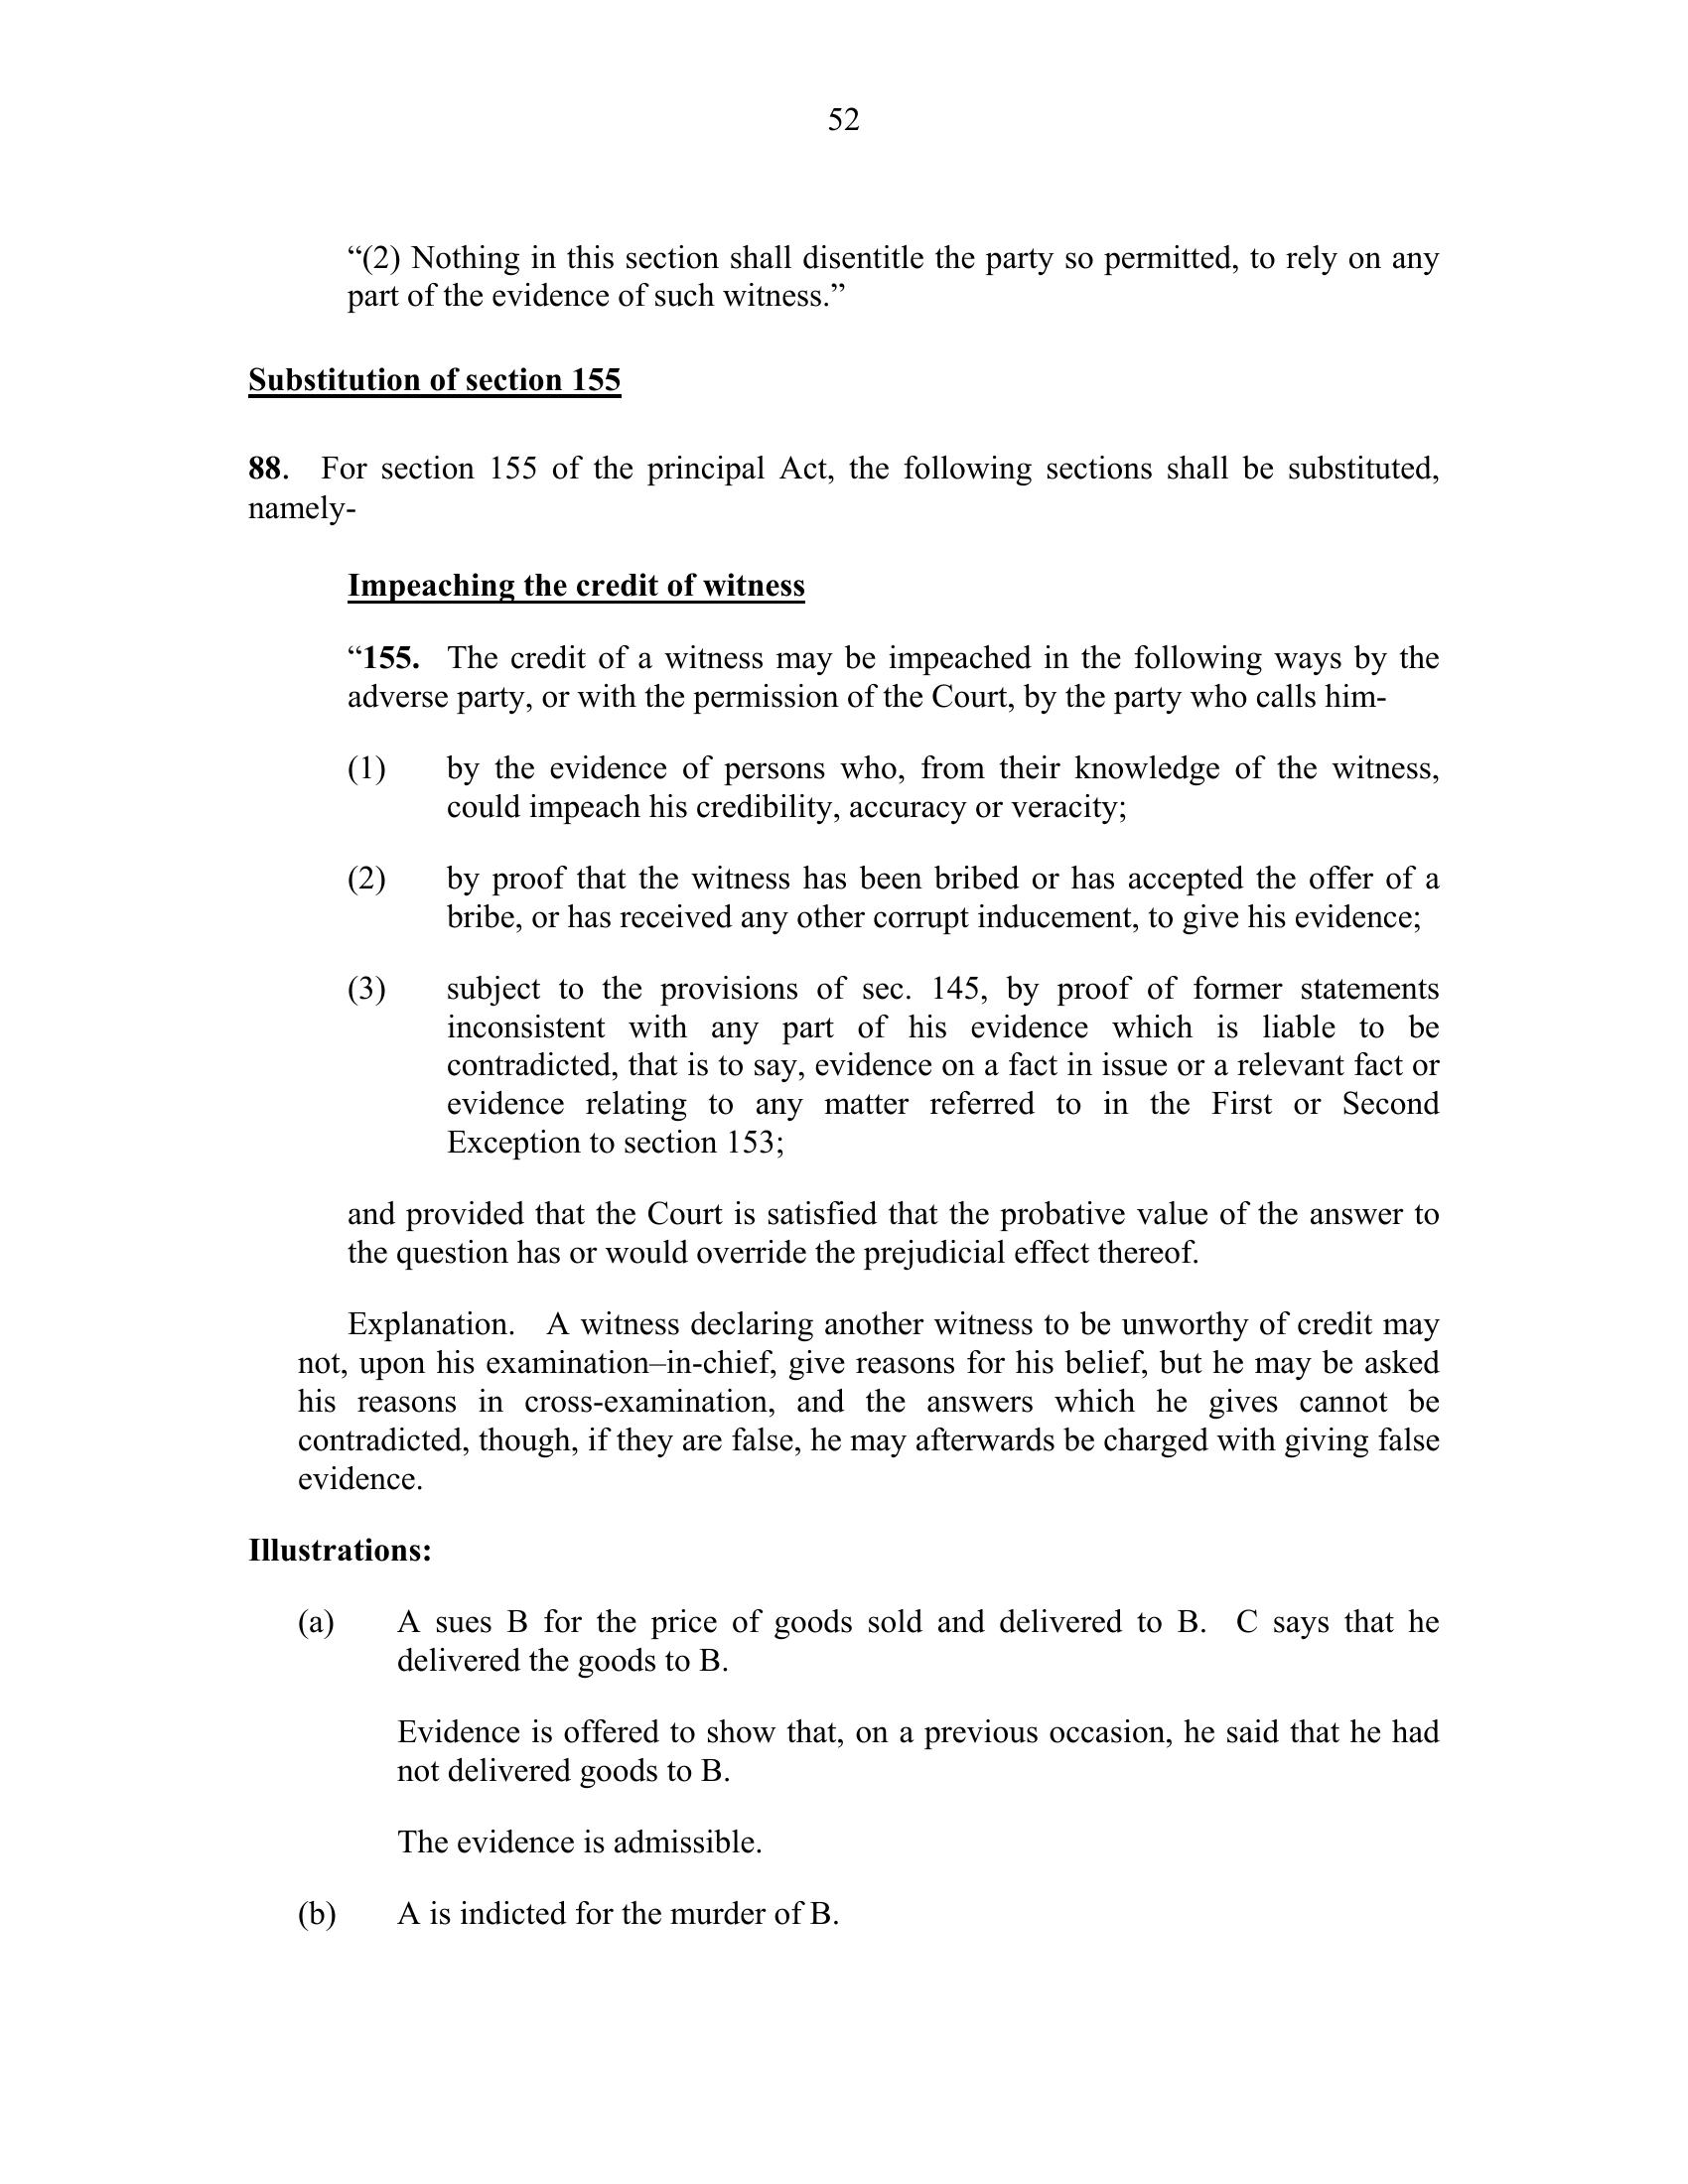 52
“(2) Nothing in this section shall disentitle the party so permitted, to rely on any
part of the evidence of such witness.”
Substitution of section 155
88. For section 155 of the principal Act, the following sections shall be substituted,
namely-
Impeaching the credit of witness
“155. The credit of a witness may be impeached in the following ways by the
adverse party, or with the permission of the Court, by the party who calls him-
(1) by the evidence of persons who, from their knowledge of the witness,
could impeach his credibility, accuracy or veracity;
(2) by proof that the witness has been bribed or has accepted the offer of a
bribe, or has received any other corrupt inducement, to give his evidence;
(3) subject to the provisions of sec. 145, by proof of former statements
inconsistent with any part of his evidence which is liable to be
contradicted, that is to say, evidence on a fact in issue or a relevant fact or
evidence relating to any matter referred to in the First or Second
Exception to section 153;
and provided that the Court is satisfied that the probative value of the answer to
the question has or would override the prejudicial effect thereof.
Explanation. A witness declaring another witness to be unworthy of credit may
not, upon his examination–in-chief, give reasons for his belief, but he may be asked
his reasons in cross-examination, and the answers which he gives cannot be
contradicted, though, if they are false, he may afterwards be charged with giving false
evidence.
Illustrations:
(a) A sues B for the price of goods sold and delivered to B. C says that he
delivered the goods to B.
Evidence is offered to show that, on a previous occasion, he said that he had
not delivered goods to B.
The evidence is admissible.
(b) A is indicted for the murder of B.